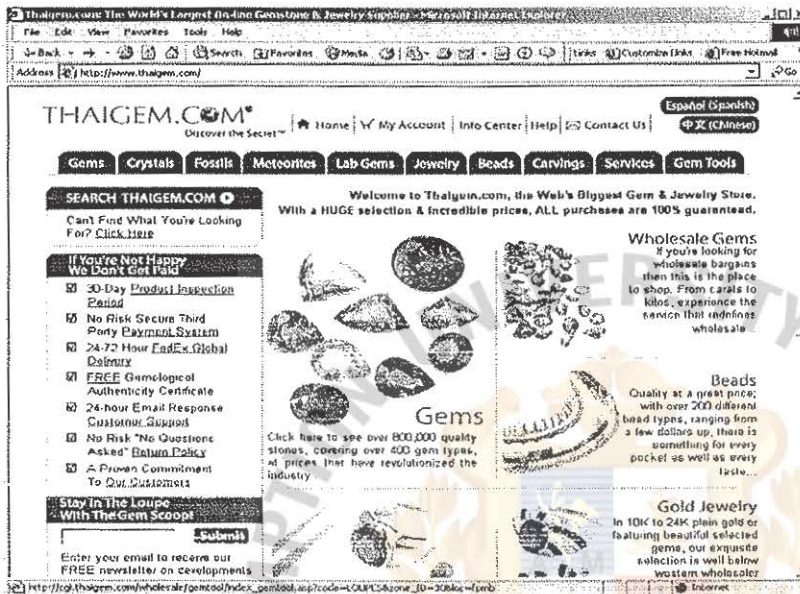 Thaigem.com: The World's Largest On-line Gemstone & Jewelry Supplier - Microsoft Internet Explorer
File Edit View Favorites Tools Help
Back Search Favorites Media Links Customize Links Free Hotmail
Address http://www.thaigem.com/ Go
THAIGEM.COM
Discover the Secret™
Home My Account Info Center Help Contact Us
Español (Spanish)
中文 (Chinese)
Gems Crystals Fossils Meteorites Lab Gems Jewelry Beads Carvings Services Gem Tools
SEARCH THAIGEM.COM
Can't Find What You're Looking
For? Click Here
If You're Not Happy
We Don't Get Paid
30-Day Product Inspection
Period
No Risk Secure Third
Party Payment System
24-72 Hour FedEx Global
Delivery
FREE Gemological
Authenticity Certificate
24-hour Email Response
Customer Support
No Risk "No Questions
Asked" Return Policy
A Proven Commitment
To Our Customers
Stay In The Loupe
With The Gem Scoop!
Submit
Enter your email to receive our
FREE newsletter on developments
Welcome to Thaigem.com, the Web's Biggest Gem & Jewelry Store.
With a HUGE selection & incredible prices, ALL purchases are 100% guaranteed.
Gems
Click here to see over 800,000 quality
stones, covering over 400 gem types,
at prices that have revolutionized the
industry
Wholesale Gems
If you're looking for
wholesale bargains
then this is the place
to shop. From carats to
kilos, experience the
service that redefines
wholesale
Beads
Quality at a great price;
with over 200 different
bead types, ranging from
a few dollars up, there is
something for every
pocket as well as every
taste...
Gold Jewelry
In 10K to 24K plain gold or
featuring beautiful selected
gems, our exquisite
selection is well below
western wholesaler
Internet